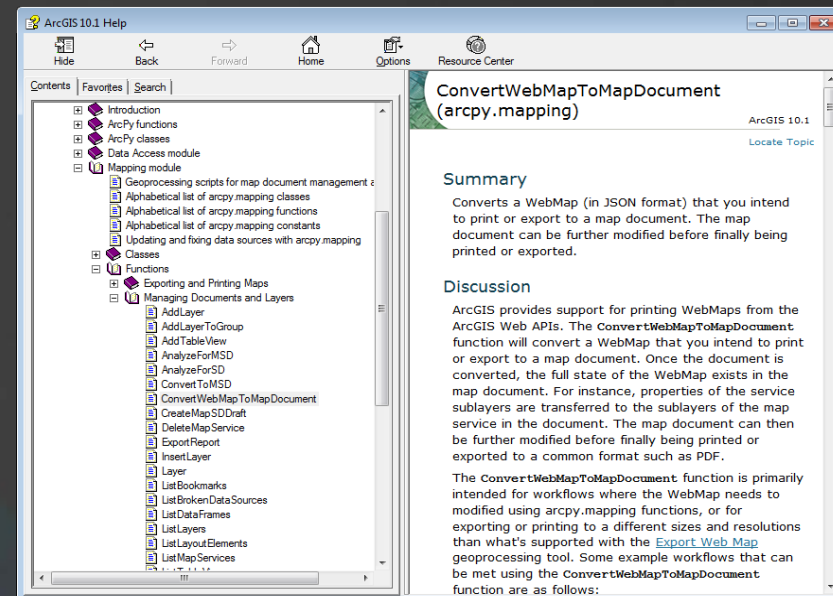 ArcGIS 10.1 Help
Hide Back Forward Home Options Resource Center
Contents Favorites Search
Introduction
ArcPy functions
ArcPy classes
Data Access module
Mapping module
Geoprocessing scripts for map document management a
Alphabetical list of arcpy.mapping classes
Alphabetical list of arcpy.mapping functions
Alphabetical list of arcpy.mapping constants
Updating and fixing data sources with arcpy.mapping
Classes
Functions
Exporting and Printing Maps
Managing Documents and Layers
AddLayer
AddLayerToGroup
AddTableView
AnalyzeForMSD
AnalyzeForSD
ConvertToMSD
ConvertWebMapToMapDocument
CreateMapSDDraft
DeleteMapService
ExportReport
InsertLayer
Layer
ListBookmarks
ListBrokenDataSources
ListDataFrames
ListLayers
ListLayoutElements
ListMapServices
ConvertWebMapToMapDocument
(arcpy.mapping)
ArcGIS 10.1
Locate Topic
Summary
Converts a WebMap (in JSON format) that you intend
to print or export to a map document. The map
document can be further modified before finally being
printed or exported.
Discussion
ArcGIS provides support for printing WebMaps from the
ArcGIS Web APIs. The ConvertWebMapToMapDocument
function will convert a WebMap that you intend to print
or export to a map document. Once the document is
converted, the full state of the WebMap exists in the
map document. For instance, properties of the service
sublayers are transferred to the sublayers of the map
service in the document. The map document can then
be further modified before finally being printed or
exported to a common format such as PDF.
The ConvertWebMapToMapDocument function is primarily
intended for workflows where the WebMap needs to
modified using arcpy.mapping functions, or for
exporting or printing to a different sizes and resolutions
than what's supported with the Export Web Map
geoprocessing tool. Some example workflows that can
be met using the ConvertWebMapToMapDocument
function are as follows: